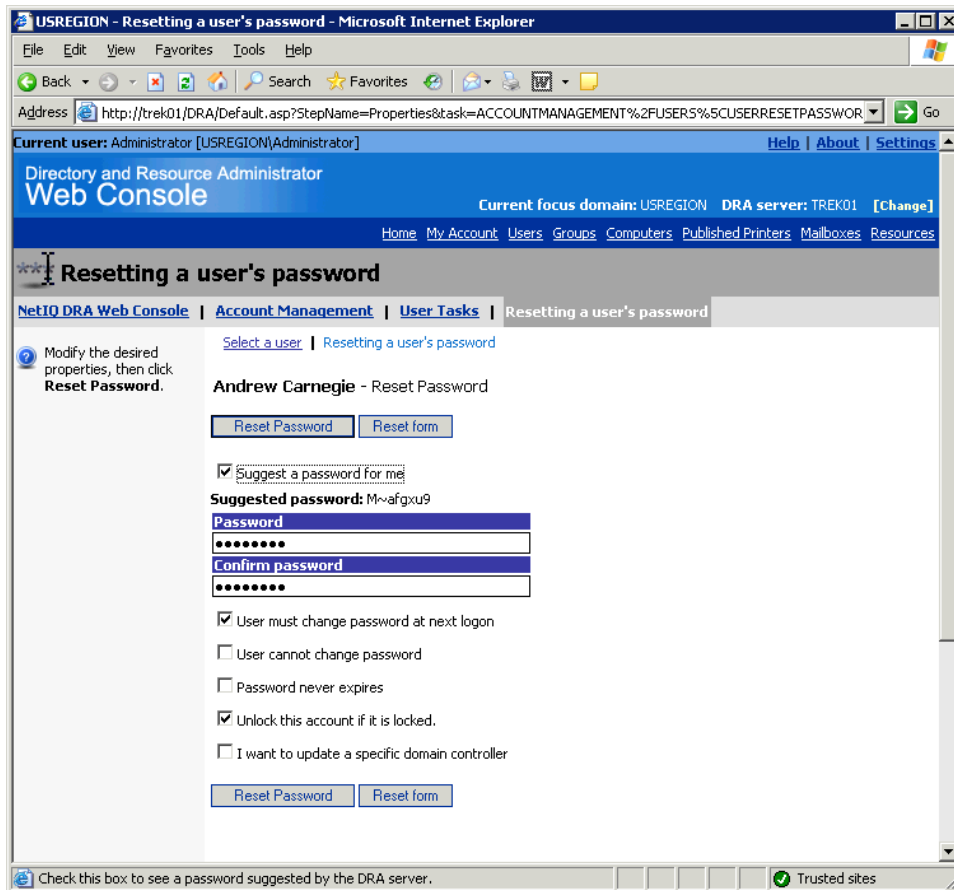 USREGION - Resetting a user's password - Microsoft Internet Explorer
File Edit View Favorites Tools Help
Back Search Favorites
Address http://trek01/DRA/Default.asp?StepName=Properties&task=ACCOUNTMANAGEMENT%2FUSERS%5CUSERRESETPASSWOR Go
Current user: Administrator [USREGION\Administrator] Help | About | Settings
Directory and Resource Administrator
Web Console
Current focus domain: USREGION DRA server: TREK01 [Change]
Home My Account Users Groups Computers Published Printers Mailboxes Resources
*** Resetting a user's password
NetIQ DRA Web Console | Account Management | User Tasks | Resetting a user's password
Modify the desired
properties, then click
Reset Password.
Select a user | Resetting a user's password
Andrew Carnegie - Reset Password
Reset Password Reset form
Suggest a password for me
Suggested password: M~afgxu9
Password
••••••••
Confirm password
••••••••
User must change password at next logon
User cannot change password
Password never expires
Unlock this account if it is locked.
I want to update a specific domain controller
Reset Password Reset form
Check this box to see a password suggested by the DRA server. Trusted sites